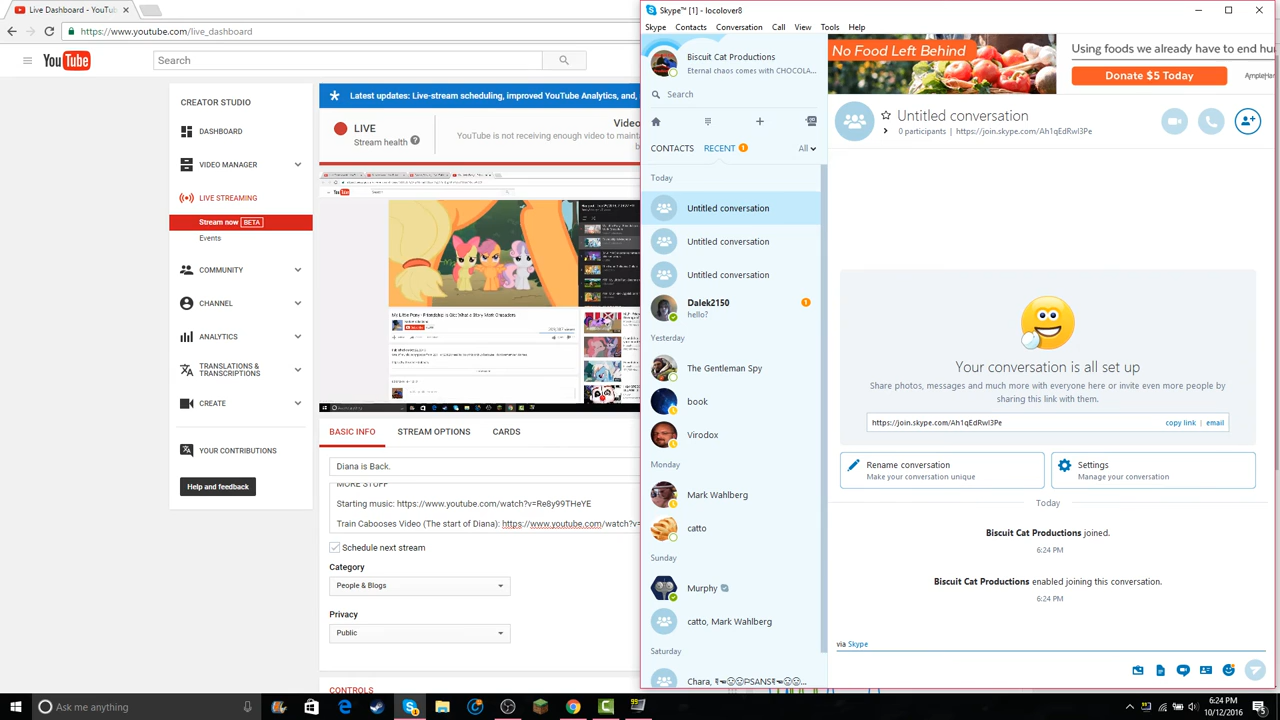 Live Dashboard - YouTub
https://www.youtube.com/live_dashboard
YouTube
Search
CREATOR STUDIO
DASHBOARD
VIDEO MANAGER
LIVE STREAMING
Stream now BETA
Events
COMMUNITY
CHANNEL
ANALYTICS
TRANSLATIONS &
TRANSCRIPTIONS
CREATE
YOUR CONTRIBUTIONS
Help and feedback
Latest updates: Live-stream scheduling, improved YouTube Analytics, and,
LIVE
Stream health ?
Video
YouTube is not receiving enough video to maint
BASIC INFO STREAM OPTIONS CARDS
Diana is Back.
MORE STUFF
Starting music: https://www.youtube.com/watch?v=Re8y99THeYE
Train Cabooses Video (The start of Diana): https://www.youtube.com/watch?v=
Schedule next stream
Category
People & Blogs
Privacy
Public
CONTROLS
Skype™ [1] - locolover8
Skype Contacts Conversation Call View Tools Help
Biscuit Cat Productions
Eternal chaos comes with CHOCOLA...
Search
CONTACTS RECENT 1 All
Today
Untitled conversation
Untitled conversation
Untitled conversation
Dalek2150 1
hello?
Yesterday
The Gentleman Spy
book
Virodox
Monday
Mark Wahlberg
catto
Sunday
Murphy
catto, Mark Wahlberg
Saturday
No Food Left Behind
Using foods we already have to end hu
Donate $5 Today
Untitled conversation
0 participants | https://join.skype.com/Ah1qEdRwI3Pe
Your conversation is all set up
Share photos, messages and much more with everyone here or invite even more people by
sharing this link with them.
https://join.skype.com/Ah1qEdRwI3Pe copy link | email
Rename conversation
Make your conversation unique
Settings
Manage your conversation
Today
Biscuit Cat Productions joined.
6:24 PM
Biscuit Cat Productions enabled joining this conversation.
6:24 PM
via Skype
Ask me anything
6:24 PM
10/12/2016